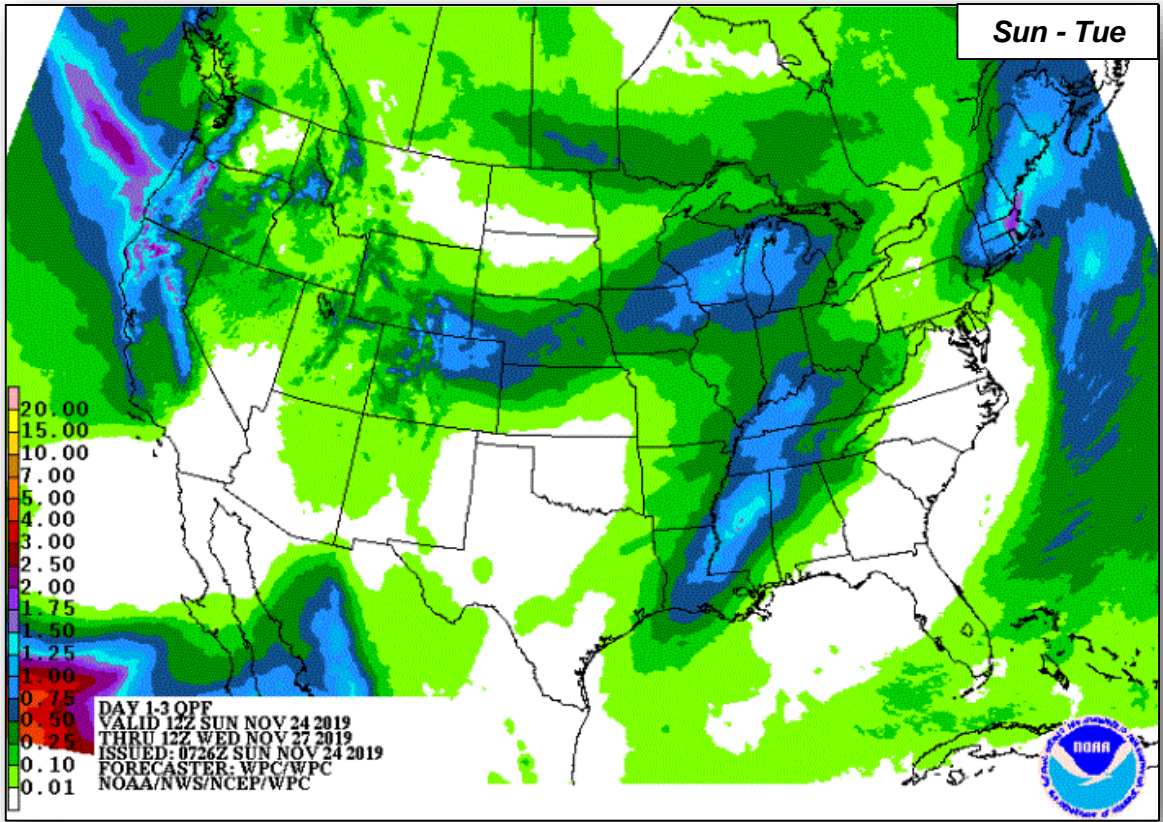 Sun - Tue
20.00
15.00
10.00
7.00
5.00
4.00
3.00
2.50
2.00
1.75
1.50
1.25
1.00
0.75
0.50
0.25
0.10
0.01
DAY 1-3 QPF
VALID 12Z SUN NOV 24 2019
THRU 12Z WED NOV 27 2019
ISSUED: 0726Z SUN NOV 24 2019
FORECASTER: WPC/WPC
NOAA/NWS/NCEP/WPC
NOAA